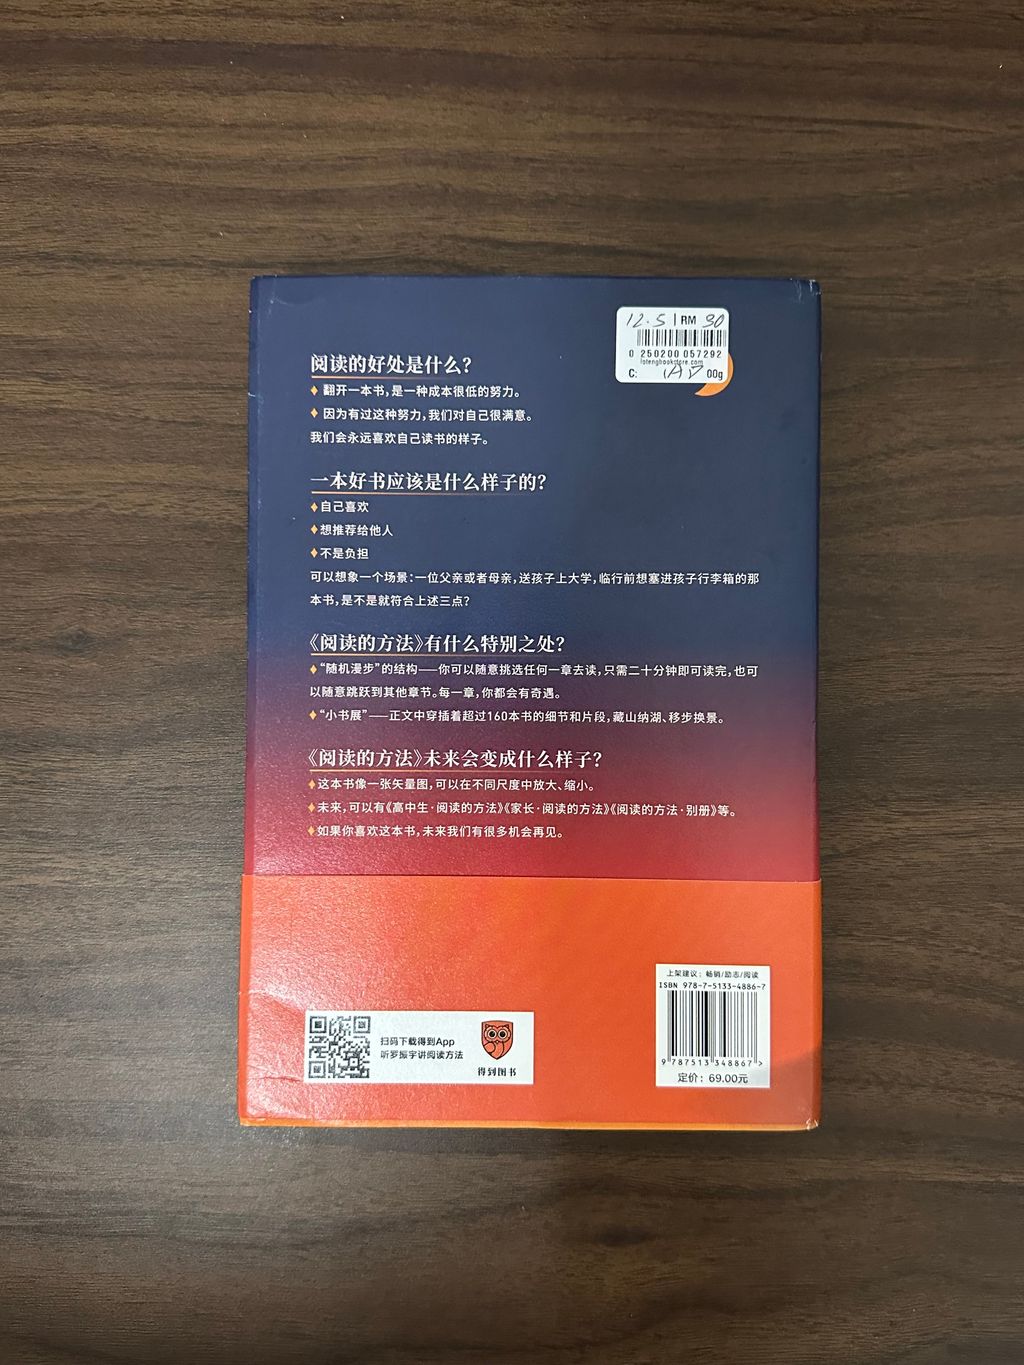 12.5 | RM 30
0 250200 057292
latengbookstore.com
C: 00g
阅读的好处是什么？
♦ 翻开一本书，是一种成本很低的努力。
♦ 因为有过这种努力，我们对自己很满意。
我们会永远喜欢自己读书的样子。
一本好书应该是什么样子的？
♦自己喜欢
♦想推荐给他人
♦不是负担
可以想象一个场景：一位父亲或者母亲，送孩子上大学，临行前想塞进孩子行李箱的那
本书，是不是就符合上述三点？
《阅读的方法》有什么特别之处？
♦“随机漫步”的结构——你可以随意挑选任何一章去读，只需二十分钟即可读完，也可
以随意跳跃到其他章节。每一章，你都会有奇遇。
♦“小书展”——正文中穿插着超过160本书的细节和片段，藏山纳湖、移步换景。
《阅读的方法》未来会变成什么样子？
♦这本书像一张矢量图，可以在不同尺度中放大、缩小。
♦未来，可以有《高中生·阅读的方法》《家长·阅读的方法》《阅读的方法·别册》等。
♦如果你喜欢这本书，未来我们有很多机会再见。
上架建议：畅销/励志/阅读
ISBN 978-7-5133-4886-7
9 787513 348867 >
定价：69.00元
扫码下载得到App
听罗振宇讲阅读方法
得到图书